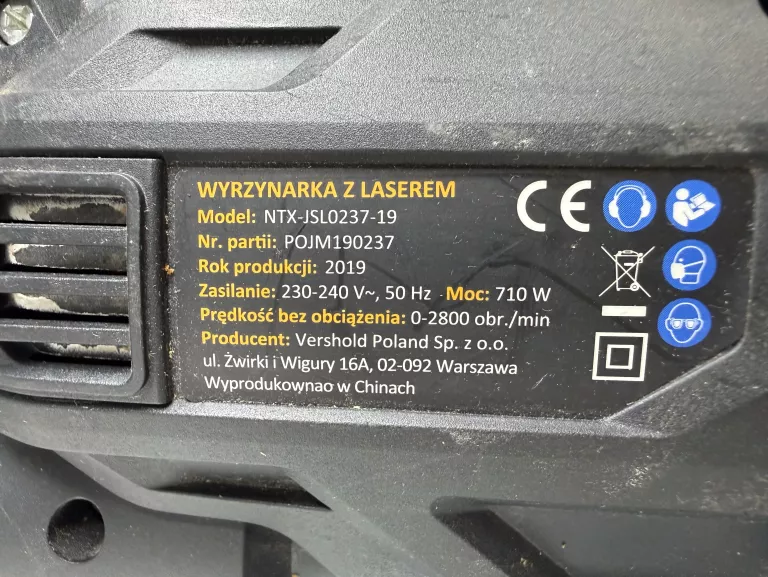 WYRZYNARKA Z LASEREM
Model: NTX-JSL0237-19
Nr. partii: POJM190237
Rok produkcji: 2019
Zasilanie: 230-240 V~, 50 Hz Moc: 710 W
Prędkość bez obciążenia: 0-2800 obr./min
Producent: Vershold Poland Sp. z o.o.
ul. Żwirki i Wigury 16A, 02-092 Warszawa
Wyprodukownao w Chinach
CE